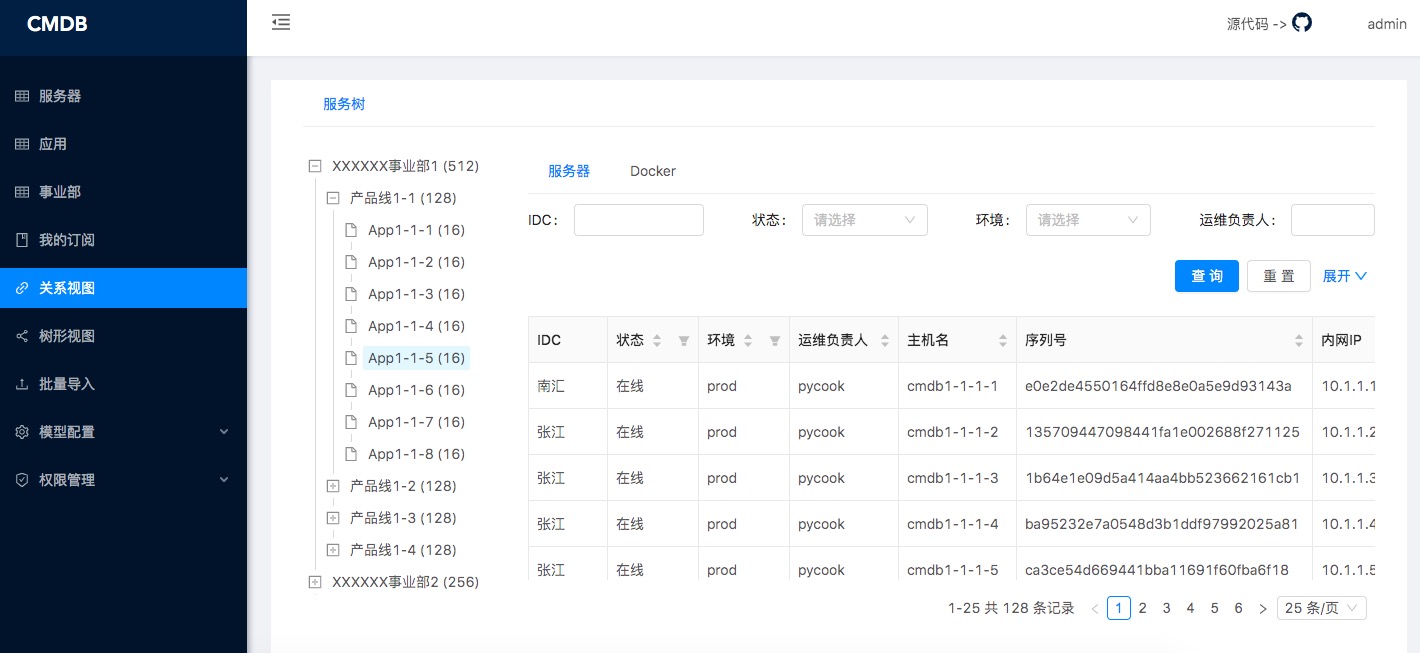 CMDB
源代码 -> admin
服务器
应用
事业部
我的订阅
关系视图
树形视图
批量导入
模型配置
权限管理
服务树
XXXXXX事业部1 (512)
产品线1-1 (128)
App1-1-1 (16)
App1-1-2 (16)
App1-1-3 (16)
App1-1-4 (16)
App1-1-5 (16)
App1-1-6 (16)
App1-1-7 (16)
App1-1-8 (16)
产品线1-2 (128)
产品线1-3 (128)
产品线1-4 (128)
XXXXXX事业部2 (256)
服务器 Docker
IDC: 状态: 请选择 环境: 请选择 运维负责人:
查 询 重 置 展开
IDC 状态 环境 运维负责人 主机名 序列号 内网IP
南汇 在线 prod pycook cmdb1-1-1-1 e0e2de4550164ffd8e8e0a5e9d93143a 10.1.1.1
张江 在线 prod pycook cmdb1-1-1-2 135709447098441fa1e002688f271125 10.1.1.2
张江 在线 prod pycook cmdb1-1-1-3 1b64e1e09d5a414aa4bb523662161cb1 10.1.1.3
张江 在线 prod pycook cmdb1-1-1-4 ba95232e7a0548d3b1ddf97992025a81 10.1.1.4
张江 在线 prod pycook cmdb1-1-1-5 ca3ce54d669441bba11691f60fba6f18 10.1.1.5
1-25 共 128 条记录 < 1 2 3 4 5 6 > 25 条/页